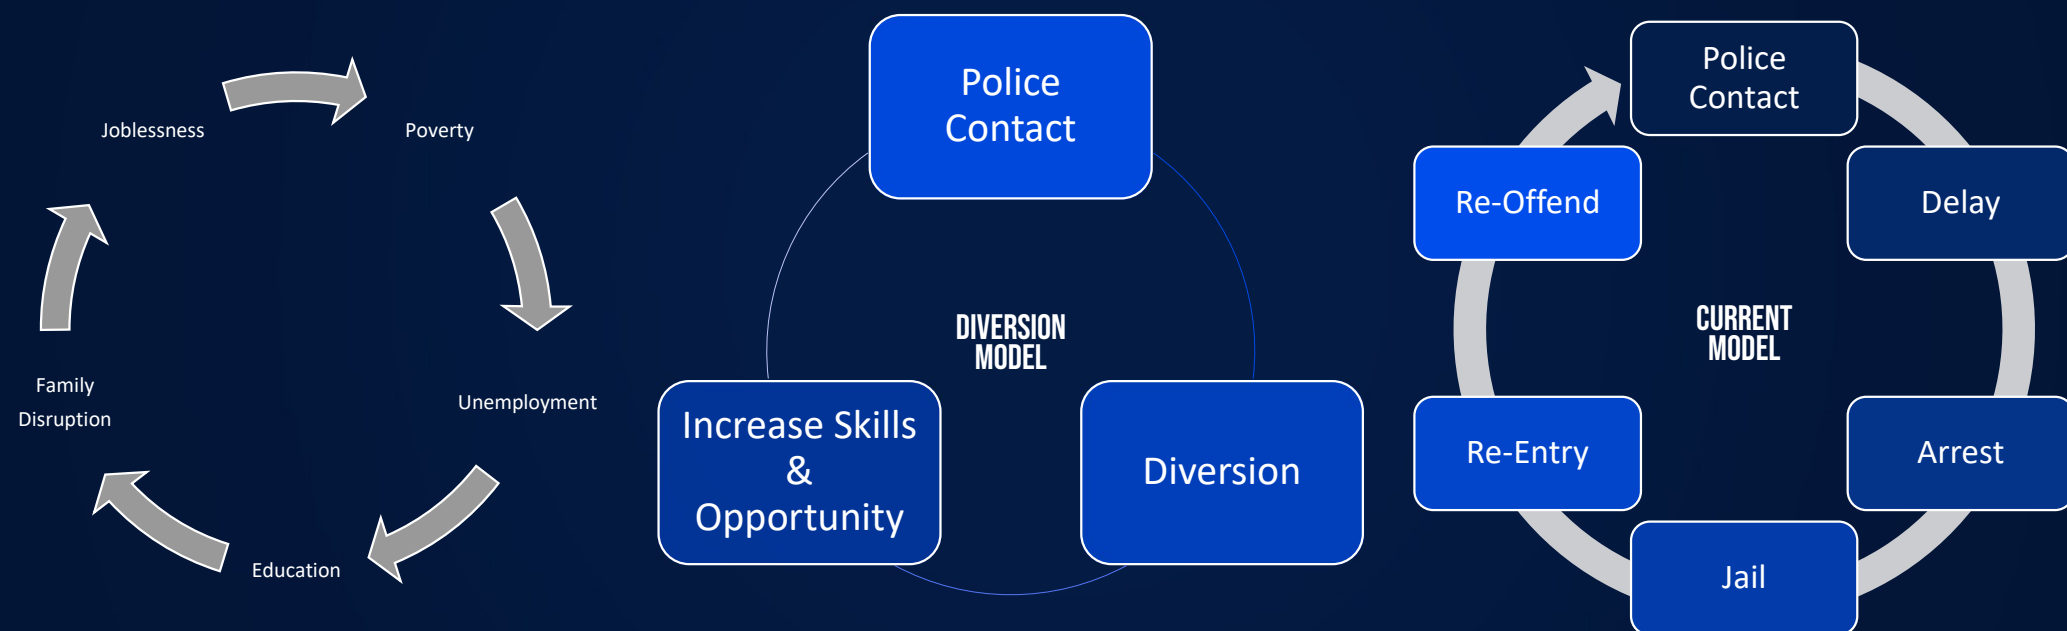 Joblessness
Poverty
Unemployment
Education
Family
Disruption
Police
Contact
DIVERSION
MODEL
Increase Skills
&
Opportunity
Diversion
Police
Contact
Re-Offend
Delay
CURRENT
MODEL
Re-Entry
Arrest
Jail